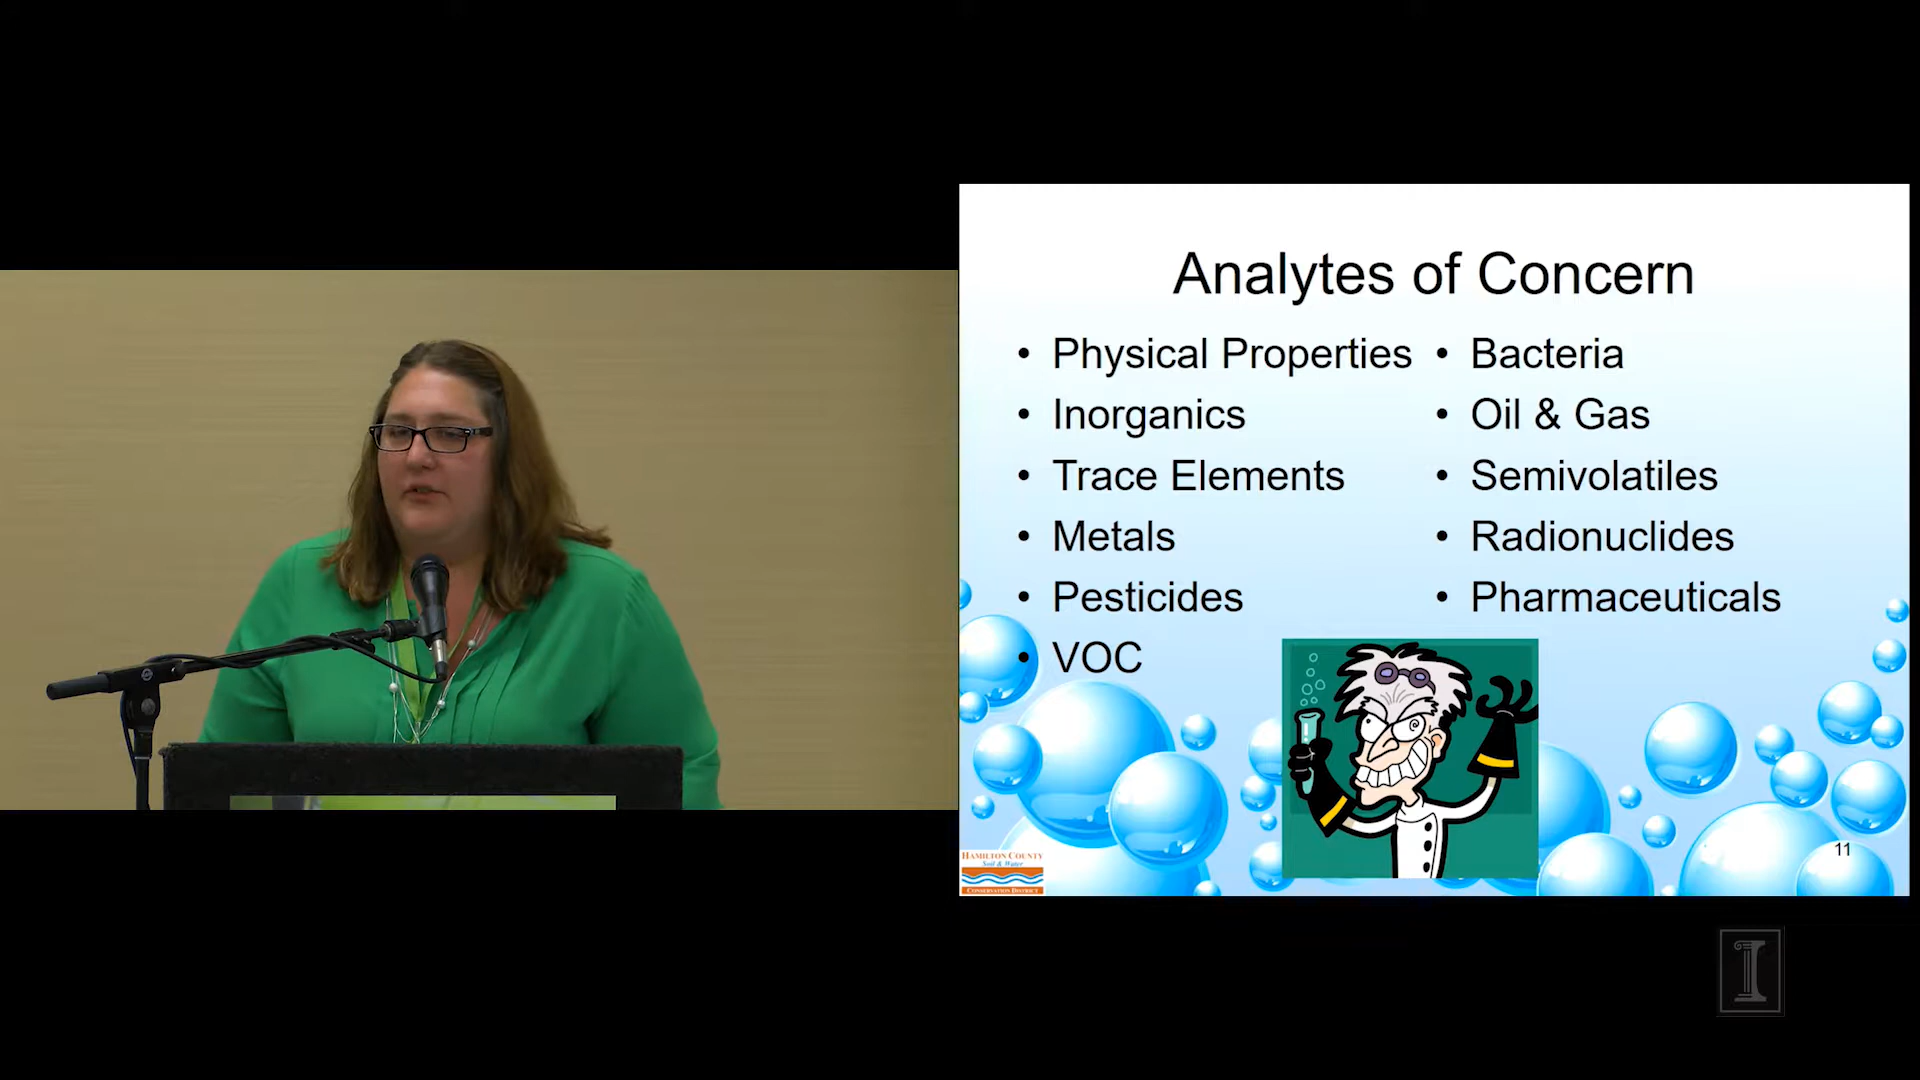 Analytes of Concern
• Physical Properties
• Inorganics
• Trace Elements
• Metals
• Pesticides
• VOC
• Bacteria
• Oil & Gas
• Semivolatiles
• Radionuclides
• Pharmaceuticals
HAMILTON COUNTY
Soil & Water
CONSERVATION DISTRICT
11
I